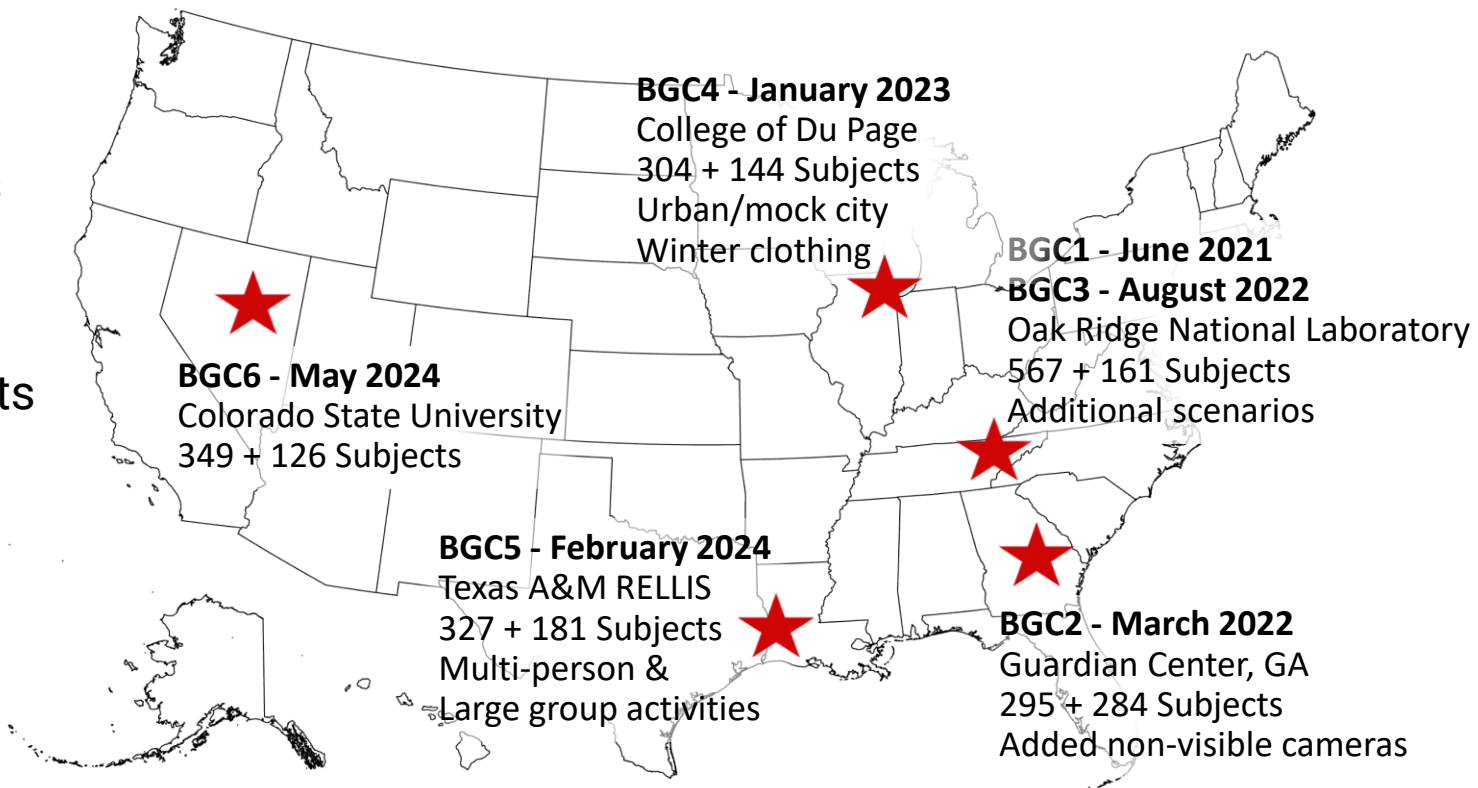 BGC4 - January 2023
College of Du Page
304 + 144 Subjects
Urban/mock city
Winter clothing
BGC1 - June 2021
BGC3 - August 2022
Oak Ridge National Laboratory
567 + 161 Subjects
Additional scenarios
BGC6 - May 2024
Colorado State University
349 + 126 Subjects
BGC5 - February 2024
Texas A&M RELLIS
327 + 181 Subjects
Multi-person &
Large group activities
BGC2 - March 2022
Guardian Center, GA
295 + 284 Subjects
Added non-visible cameras